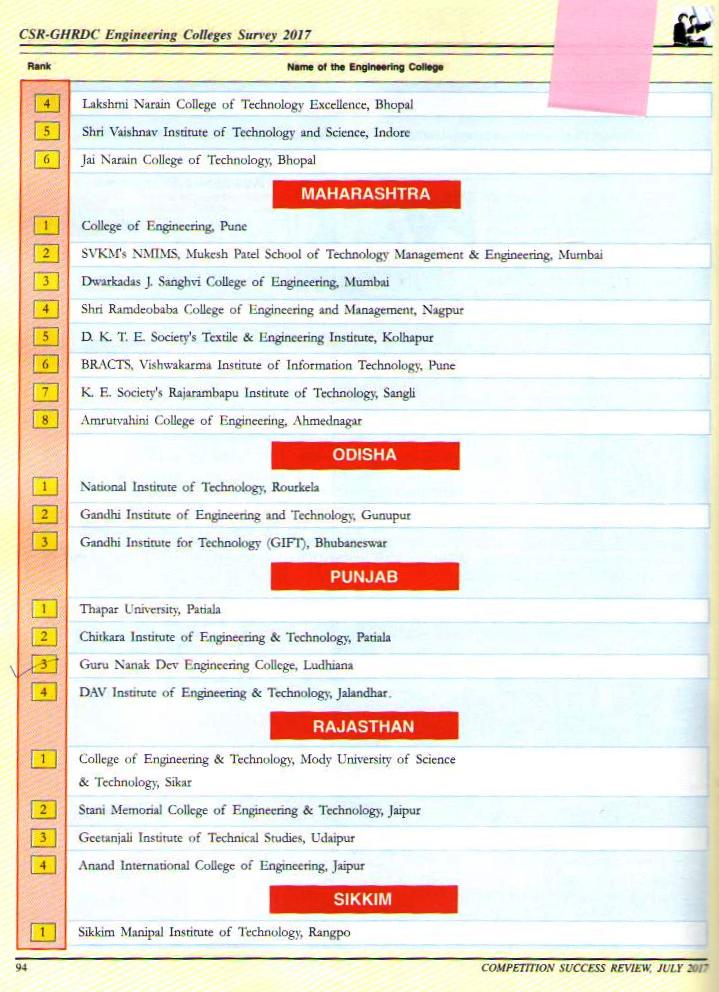 CSR-GHRDC Engineering Colleges Survey 2017
Rank Name of the Engineering College
4 Lakshmi Narain College of Technology Excellence, Bhopal
5 Shri Vaishnav Institute of Technology and Science, Indore
6 Jai Narain College of Technology, Bhopal
MAHARASHTRA
1 College of Engineering, Pune
2 SVKM's NMIMS, Mukesh Patel School of Technology Management & Engineering, Mumbai
3 Dwarkadas J. Sanghvi College of Engineering, Mumbai
4 Shri Ramdeobaba College of Engineering and Management, Nagpur
5 D. K. T. E. Society's Textile & Engineering Institute, Kolhapur
6 BRACTS, Vishwakarma Institute of Information Technology, Pune
7 K. E. Society's Rajarambapu Institute of Technology, Sangli
8 Amrutvahini College of Engineering, Ahmednagar
ODISHA
1 National Institute of Technology, Rourkela
2 Gandhi Institute of Engineering and Technology, Gunupur
3 Gandhi Institute for Technology (GIFT), Bhubaneswar
PUNJAB
1 Thapar University, Patiala
2 Chitkara Institute of Engineering & Technology, Patiala
3 Guru Nanak Dev Engineering College, Ludhiana
4 DAV Institute of Engineering & Technology, Jalandhar.
RAJASTHAN
1 College of Engineering & Technology, Mody University of Science
& Technology, Sikar
2 Stani Memorial College of Engineering & Technology, Jaipur
3 Geetanjali Institute of Technical Studies, Udaipur
4 Anand International College of Engineering, Jaipur
SIKKIM
1 Sikkim Manipal Institute of Technology, Rangpo
94 COMPETITION SUCCESS REVIEW, JULY 2017